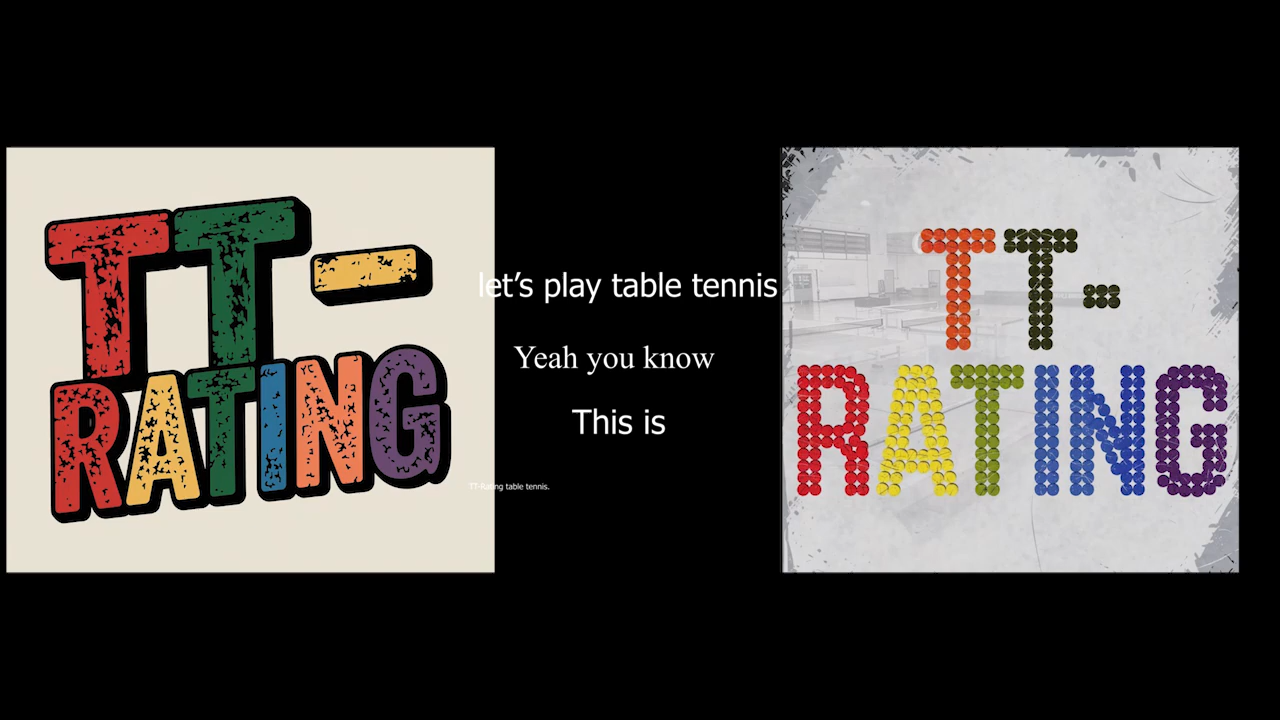 TT-
RATING
let's play table tennis
Yeah you know
This is
TT-Rating table tennis.
TT-
RATING